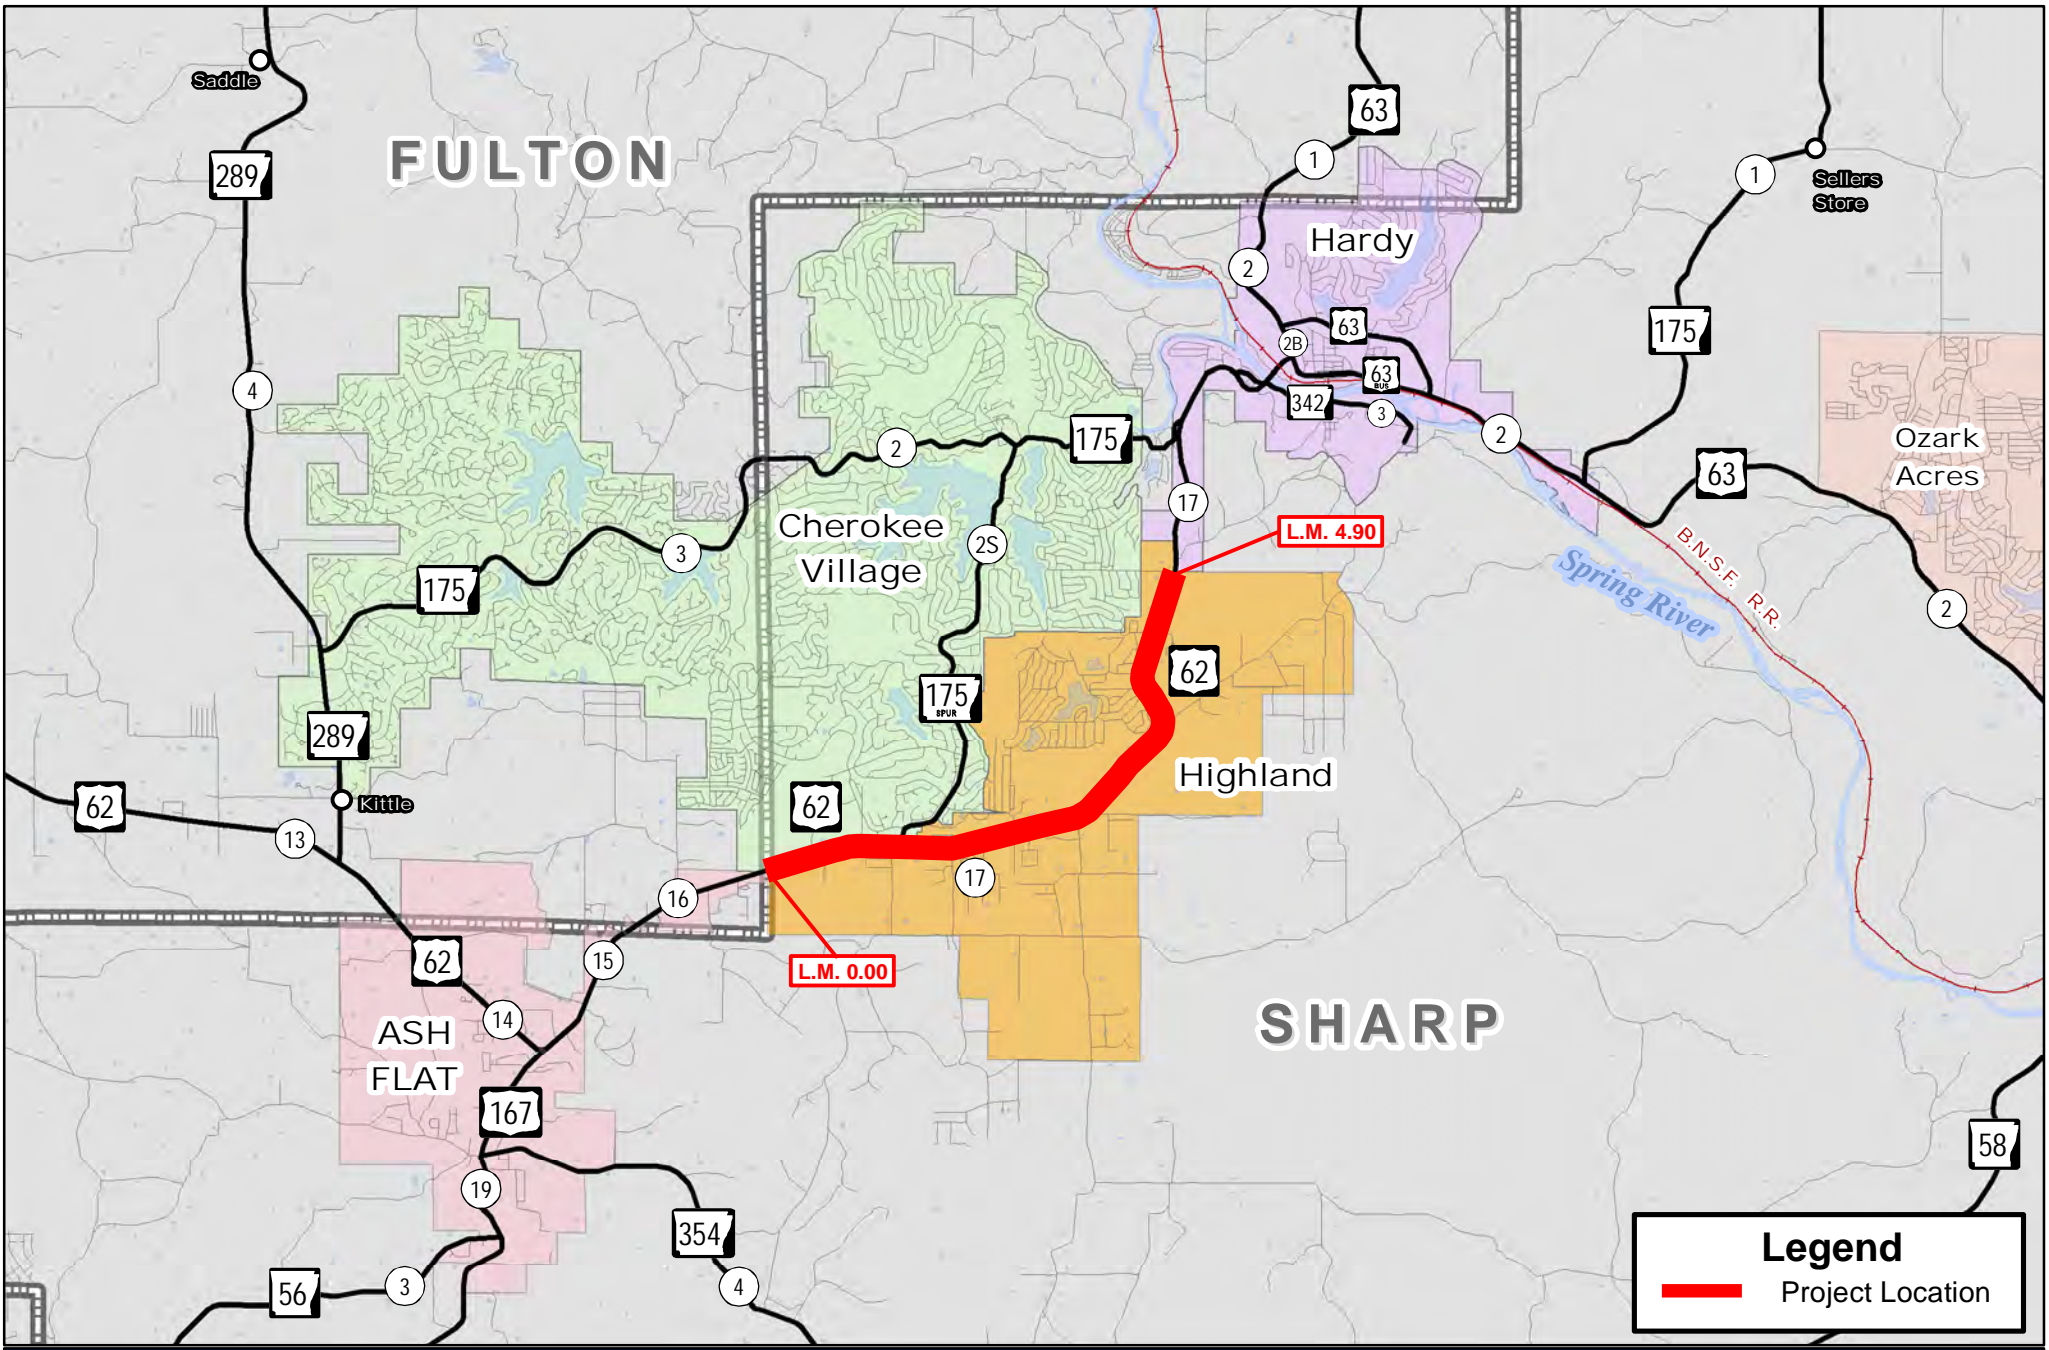 Saddle
63
1
289
FULTON
1
Sellers
Store
Hardy
2
63
175
2B
63
BUS
4
342
3
2
175
2
Ozark
Acres
63
17
Cherokee
Village
2S
L.M. 4.90
3
B.N.S.F. R.R.
Spring River
175
2
62
175
SPUR
289
Highland
62
Kittle
62
13
17
16
62
15
L.M. 0.00
14
ASH
FLAT
SHARP
167
58
19
354
56
3
4
Legend
Project Location